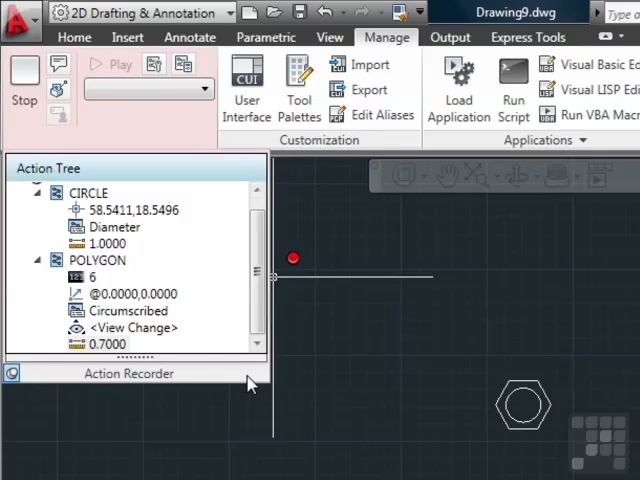 2D Drafting & Annotation
Drawing9.dwg
Type a
Home
Insert
Annotate
Parametric
View
Manage
Output
Express Tools
Stop
Play
CUI
User
Interface
Tool
Palettes
Import
Export
Edit Aliases
Customization
Load
Application
Run
Script
Visual Basic Ed
Visual LISP Edi
Run VBA Macr
Applications
Action Tree
CIRCLE
58.5411,18.5496
Diameter
1.0000
POLYGON
123 6
@0.0000,0.0000
Circumscribed
<View Change>
0.7000
Action Recorder